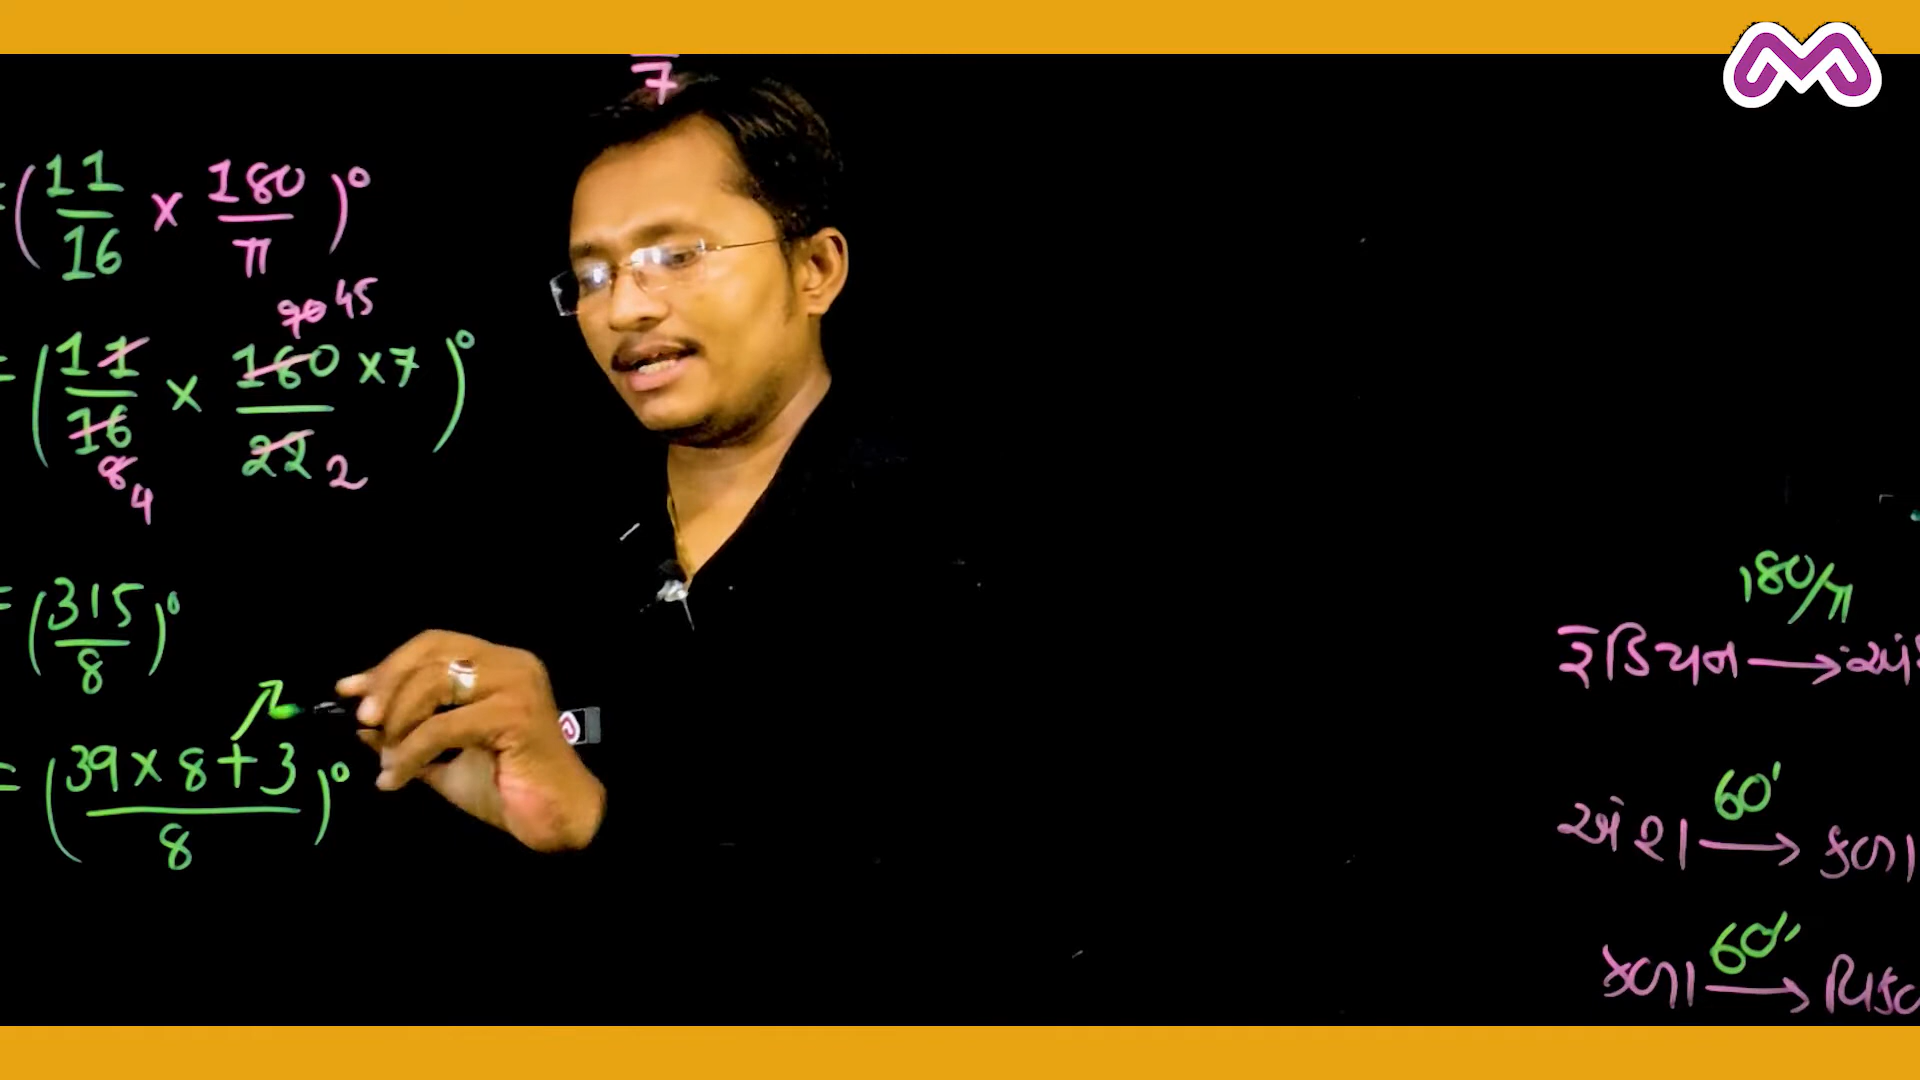 7
=(11/16 × 180/π)°
90 45
=(11/16 × 180×7/22)°
8 4 2
=(315/8)°
=(39×8+3/8)°
180/π
રેડિયન →
60′
અંશ → કળા
60″
કળા →